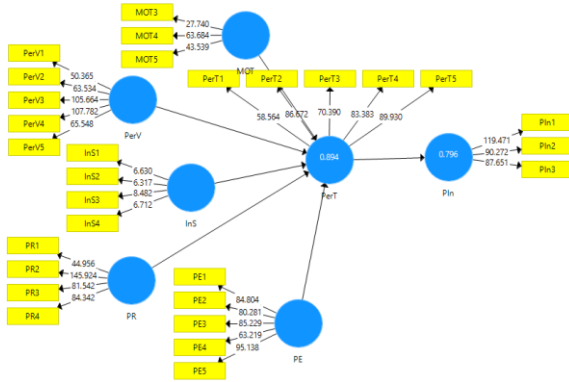 MOT3
MOT4
MOT5
27.740
63.684
43.539
MOT
PerV1
PerV2
PerV3
PerV4
PerV5
50.365
63.534
105.664
107.782
65.548
PerV
PerT1
PerT2
PerT3
PerT4
PerT5
58.564
86.672
70.390
83.383
89.930
0.894
PerT
0.796
PIn
119.471
90.272
87.651
PIn1
PIn2
PIn3
InS1
InS2
InS3
InS4
6.630
6.317
8.482
6.712
InS
PR1
PR2
PR3
PR4
44.956
145.924
81.542
84.342
PR
PE1
PE2
PE3
PE4
PE5
84.804
80.281
85.229
63.219
95.138
PE